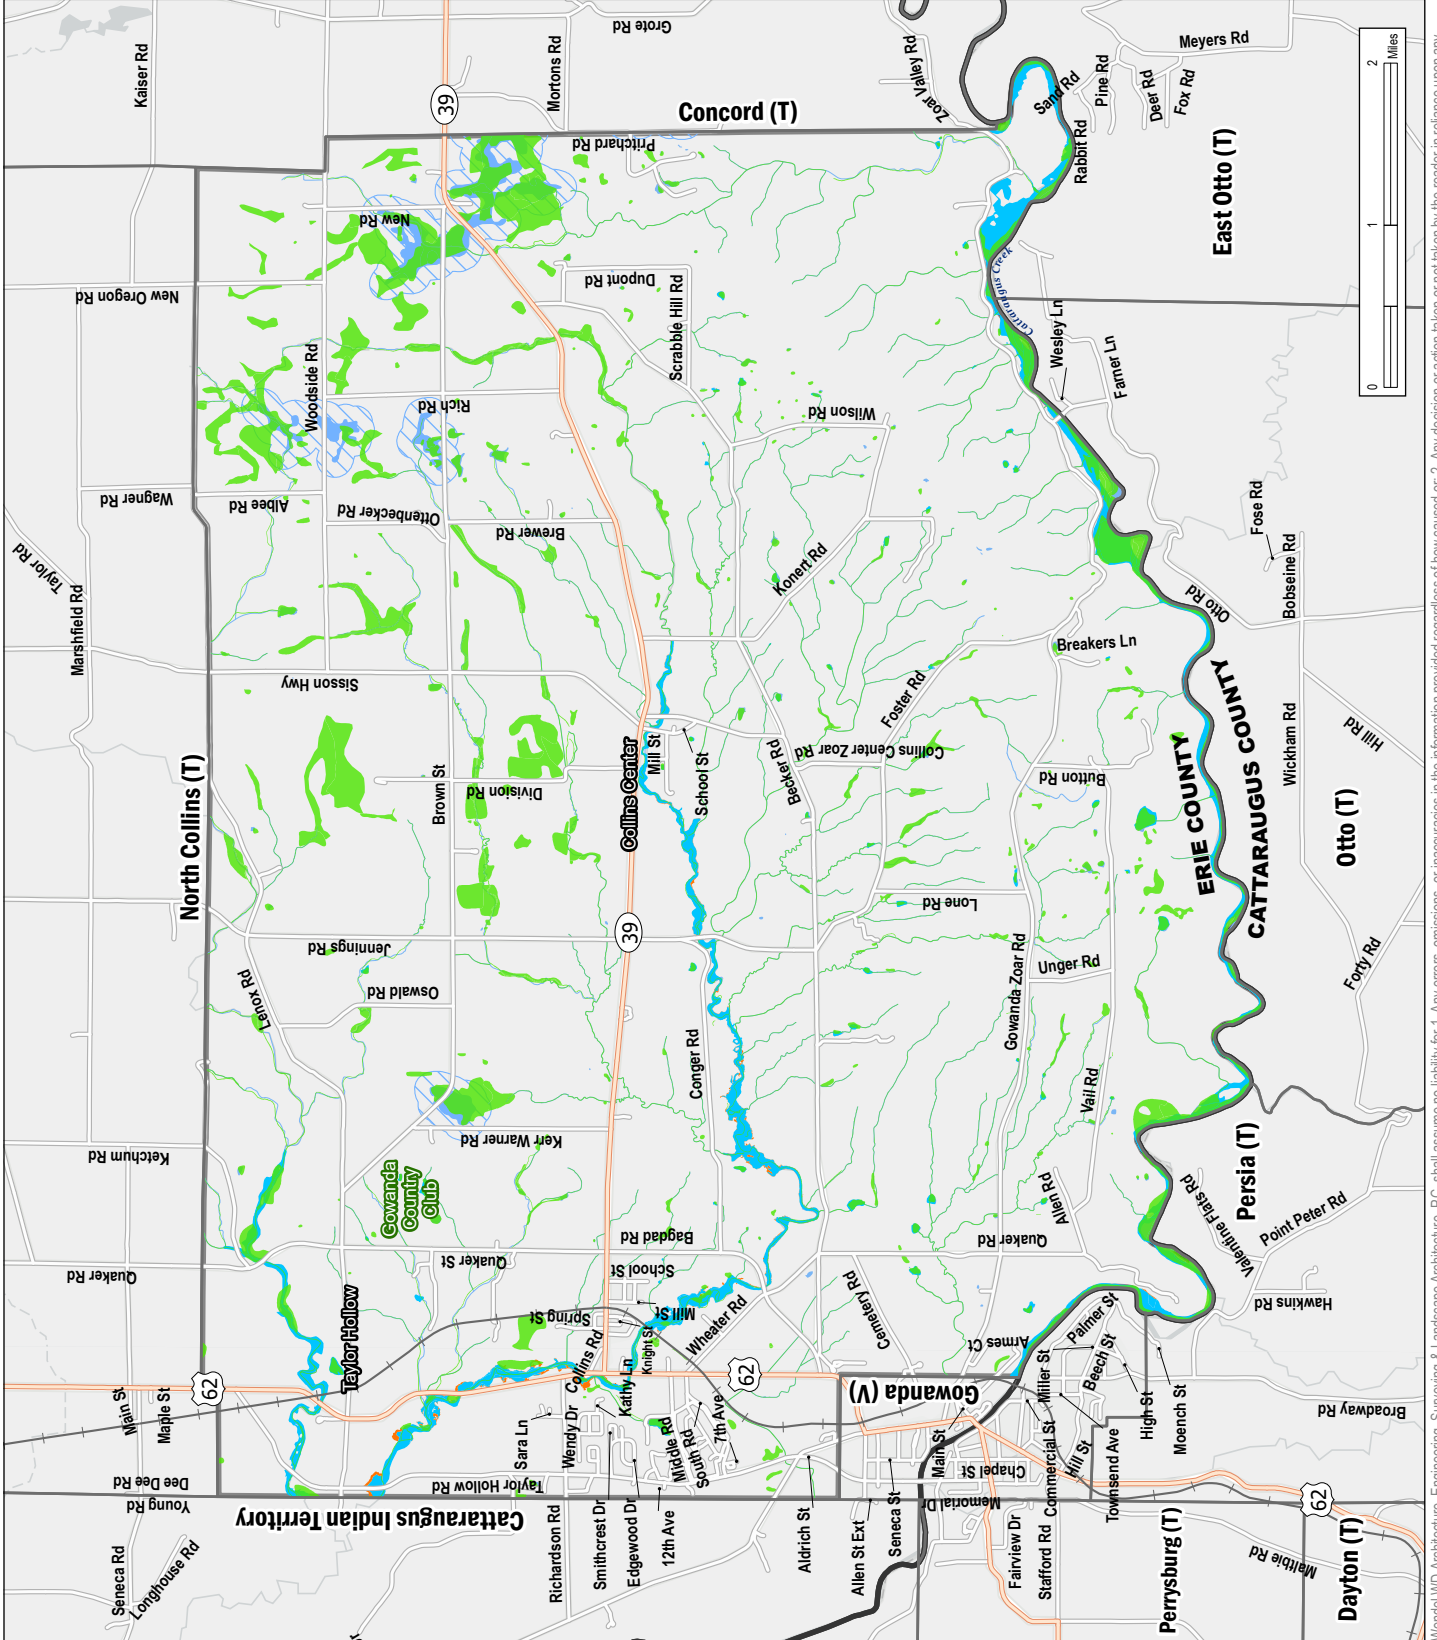 Kaiser Rd
Grote Rd
Mortons Rd
39
Zoar Valley Rd
Meyers Rd
Pine Rd
Deer Rd
Fox Rd
Sand Rd
2
Miles
1
0
Concord (T)
Pritchard Rd
Rabbit Rd
East Otto (T)
New Rd
New Oregon Rd
Dupont Rd
Scrabble Hill Rd
Cattaraugus Creek
Wesley Ln
Farner Ln
Woodside Rd
Rich Rd
Wilson Rd
Wagner Rd
Albee Rd
Ottenbecker Rd
Brewer Rd
Konert Rd
Fose Rd
Bobseine Rd
Taylor Rd
Marshfield Rd
Otto Rd
Breakers Ln
Sisson Hwy
Foster Rd
Collins Center Zoar Rd
Wickham Rd
Hill Rd
North Collins (T)
Collins Center
Mill St
School St
Becker Rd
Brown St
Division Rd
Button Rd
ERIE COUNTY
CATTARAUGUS COUNTY
Otto (T)
Lone Rd
39
Jennings Rd
Lenox Rd
Oswald Rd
Unger Rd
Gowanda Zoar Rd
Forty Rd
Conger Rd
Vail Rd
Ketchum Rd
Kerr Warner Rd
Gowanda
Country
Club
Allen Rd
Valentine Flats Rd
Persia (T)
Point Peter Rd
Quaker Rd
Quaker St
Bagdad Rd
Quaker Rd
School St
Mill St
Spring St
Knight St
Wheater Rd
Cemetery Rd
Hawkins Rd
Taylor Hollow
Collins Rd
Kathy Ln
Armes Ct
Palmer St
Miller St
Beech St
62
62
Gowanda (V)
Main St
Maple St
Sara Ln
Wendy Dr
Middle Rd
South Rd
7th Ave
Main St
Commercial St
Hill St
High St
Moench St
Broadway Rd
Dee Dee Rd
Young Rd
Taylor Hollow Rd
Chapel St
Memorial Dr
Townsend Ave
Cattaraugus Indian Territory
Seneca Rd
Longhouse Rd
Richardson Rd
Smithcrest Dr
Edgewood Dr
12th Ave
Aldrich St
Allen St Ext
Seneca St
Fairview Dr
Stafford Rd
Perrysburg (T)
Maltbie Rd
62
Dayton (T)